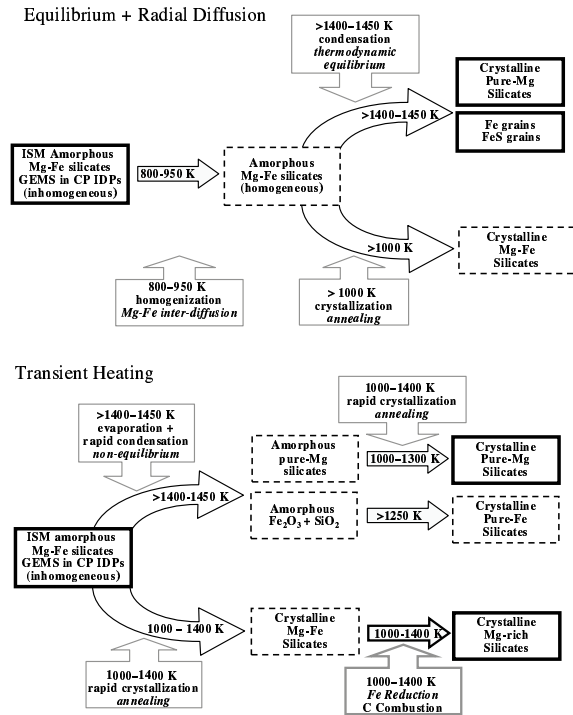 Equilibrium + Radial Diffusion
>1400–1450 K
condensation
thermodynamic
equilibrium
Crystalline
Pure-Mg
Silicates
>1400–1450 K
Fe grains
FeS grains
ISM Amorphous
Mg-Fe silicates
GEMS in CP IDPs
(inhomogeneous)
800-950 K
Amorphous
Mg-Fe silicates
(homogeneous)
>1000 K
Crystalline
Mg-Fe
Silicates
800–950 K
homogenization
Mg-Fe inter-diffusion
> 1000 K
crystallization
annealing
Transient Heating
>1400–1450 K
evaporation +
rapid condensation
non-equilibrium
1000–1400 K
rapid crystallization
annealing
Amorphous
pure-Mg
silicates
1000–1300 K
Crystalline
Pure-Mg
Silicates
>1400-1450 K
Amorphous
Fe₂O₃ + SiO₂
>1250 K
Crystalline
Pure-Fe
Silicates
ISM amorphous
Mg-Fe silicates
GEMS in CP IDPs
(inhomogeneous)
1000 – 1400 K
Crystalline
Mg-Fe
Silicates
1000-1400 K
Crystalline
Mg-rich
Silicates
1000–1400 K
rapid crystallization
annealing
1000–1400 K
Fe Reduction
C Combustion